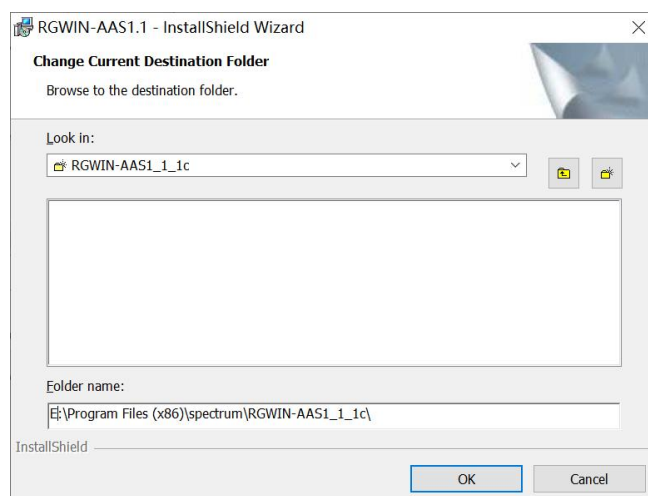 RGWIN-AAS1.1 - InstallShield Wizard
Change Current Destination Folder
Browse to the destination folder.
Look in:
RGWIN-AAS1_1_1c
Folder name:
E:\Program Files (x86)\spectrum\RGWIN-AAS1_1_1c\
InstallShield
OK Cancel